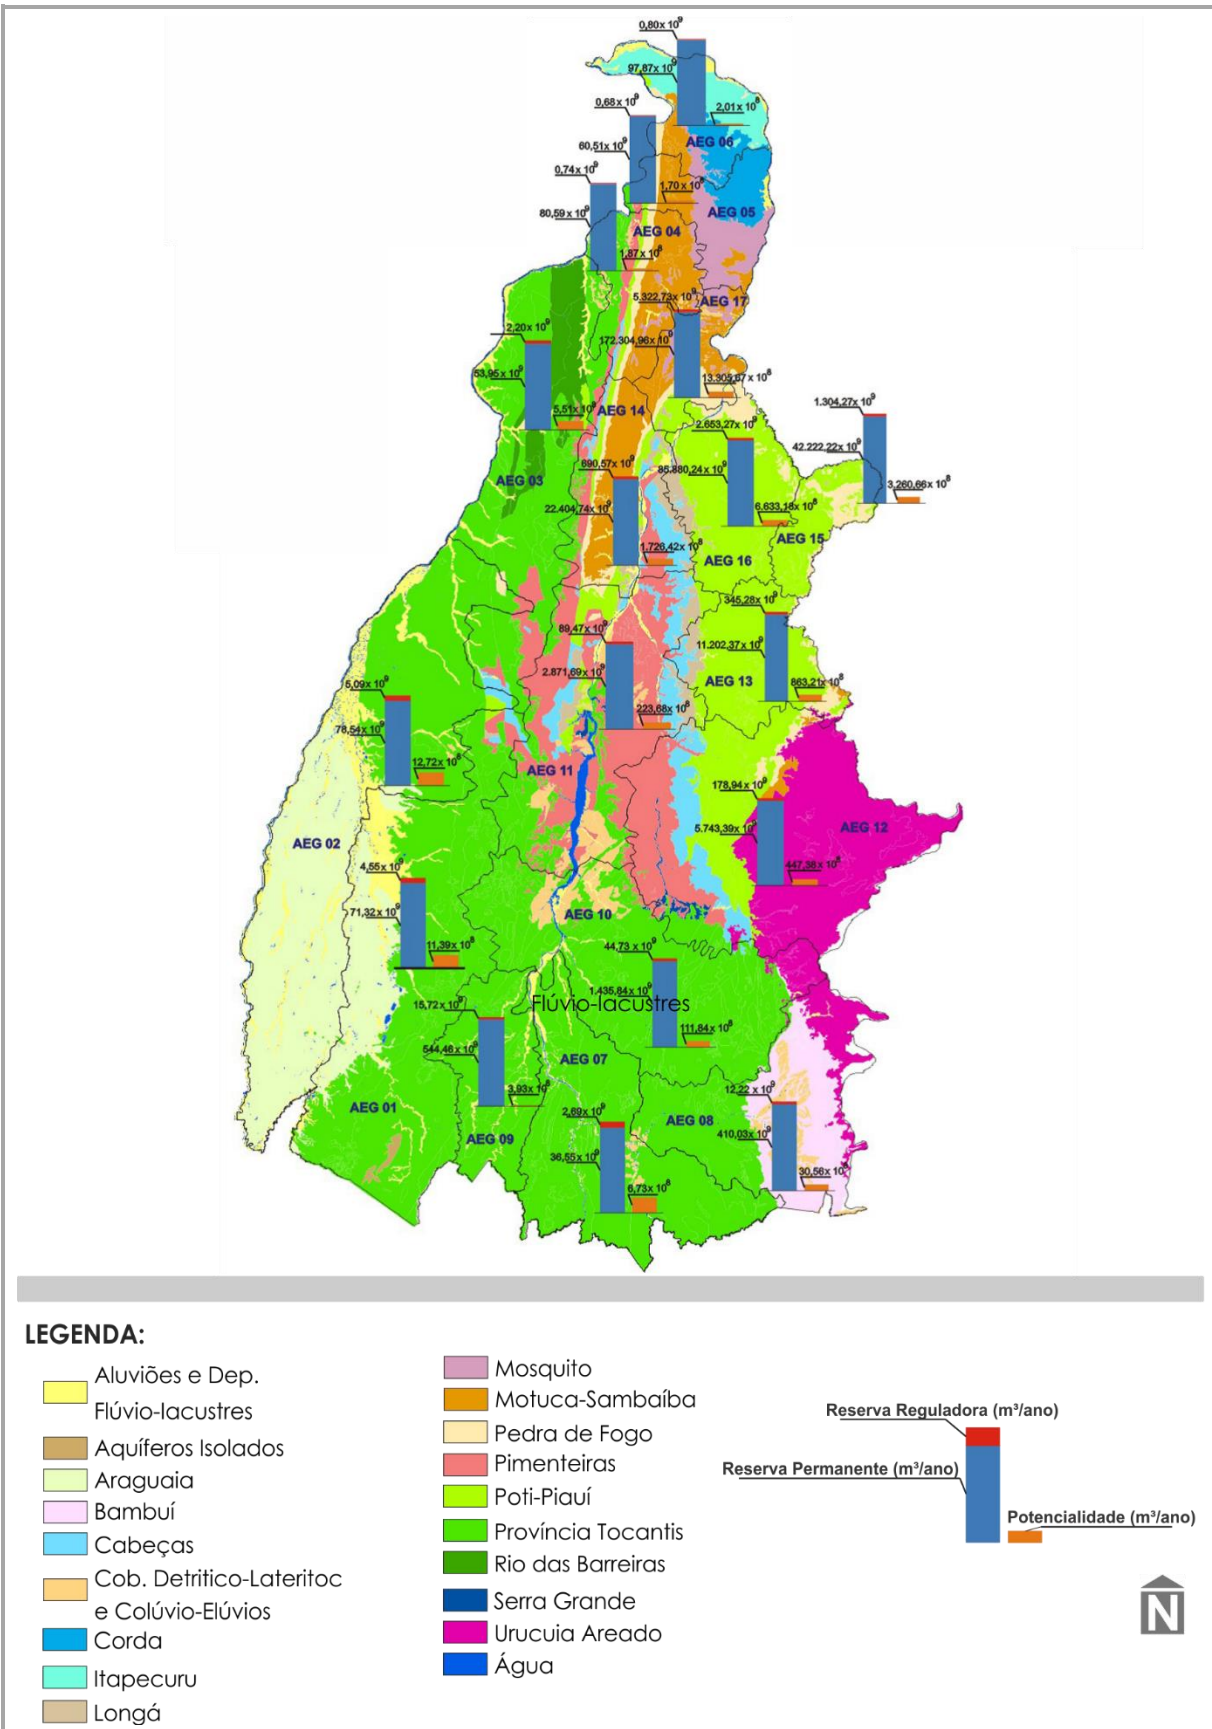 0,80x 10⁹
97,87x 10⁹
2,01x 10⁸
AEG 06
0,68x 10⁹
60,51x 10⁹
1,70x 10⁸
AEG 05
0,74x 10⁹
80,59x 10⁹
AEG 04
1,87x 10⁸
5.322,73x 10⁹
AEG 17
172.304,96x 10⁹
13.305,67x 10⁸
2,20x 10⁹
53,95x 10⁹
5,51x 10⁸
AEG 14
1.304,27x 10⁹
42.222,22x 10⁹
3.260,66x 10⁸
2.653,27x 10⁹
85.880,24x 10⁹
6.633,18x 10⁸
AEG 15
AEG 16
AEG 03
690,57x 10⁹
22.404,74x 10⁹
1.726,42x 10⁸
345,28x 10⁹
11.202,37x 10⁹
863,21x 10⁸
AEG 13
89,47x 10⁹
2.871,69x 10⁹
223,68x 10⁸
5,09x 10⁹
78,54x 10⁹
12,72x 10⁸
AEG 11
178,94x 10⁹
5.743,39x 10⁹
447,36x 10⁸
AEG 12
AEG 02
4,55x 10⁹
71,32x 10⁹
11,39x 10⁸
AEG 10
44,73x 10⁹
1.435,84x 10⁹
111,84x 10⁸
Flúvio-lacustres
15,72x 10⁹
544,46x 10⁹
3,93x 10⁸
AEG 07
AEG 01
AEG 09
AEG 08
2,69x 10⁹
36,55x 10⁹
6,73x 10⁸
12,22x 10⁹
410,03x 10⁹
30,56x 10⁸
LEGENDA:
Aluviões e Dep.
Flúvio-lacustres
Aquíferos Isolados
Araguaia
Bambuí
Cabeças
Cob. Detritico-Lateritoc
e Colúvio-Elúvios
Corda
Itapecuru
Longá
Mosquito
Motuca-Sambaíba
Pedra de Fogo
Pimenteiras
Poti-Piauí
Província Tocantis
Rio das Barreiras
Serra Grande
Urucuia Areado
Água
Reserva Reguladora (m³/ano)
Reserva Permanente (m³/ano)
Potencialidade (m³/ano)
N